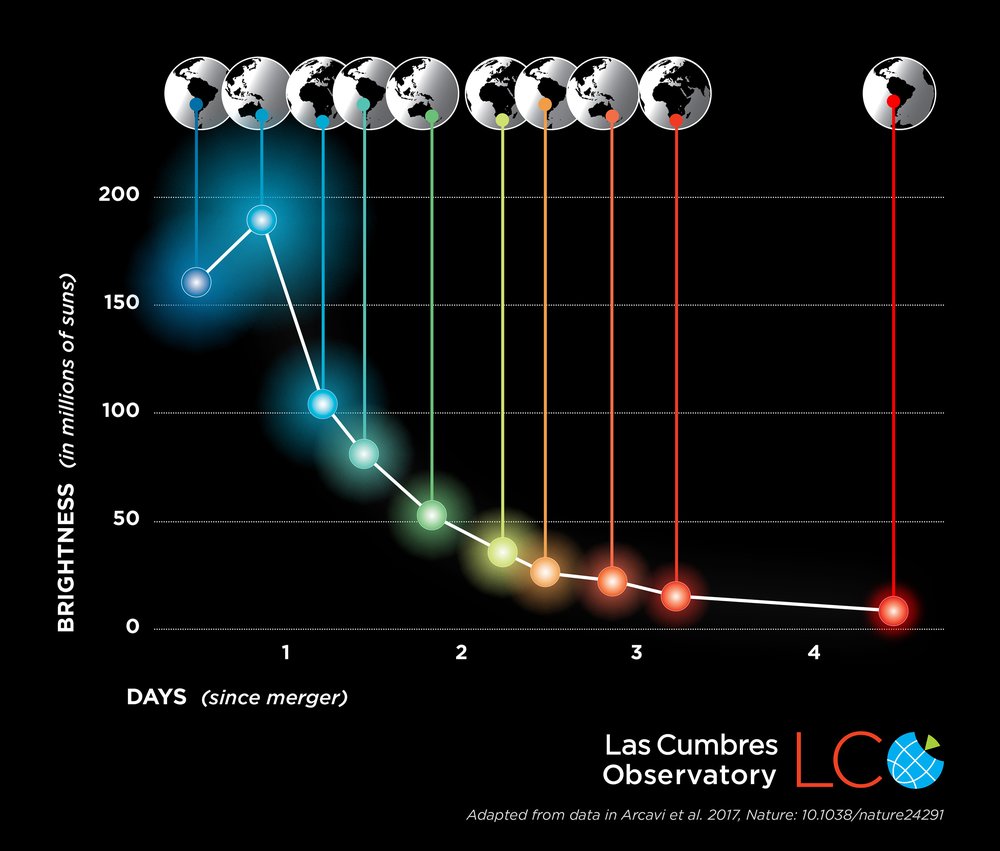 200
150
100
50
0
BRIGHTNESS (in millions of suns)
1 2 3 4
DAYS (since merger)
Las Cumbres
Observatory
LCO
Adapted from data in Arcavi et al. 2017, Nature: 10.1038/nature24291